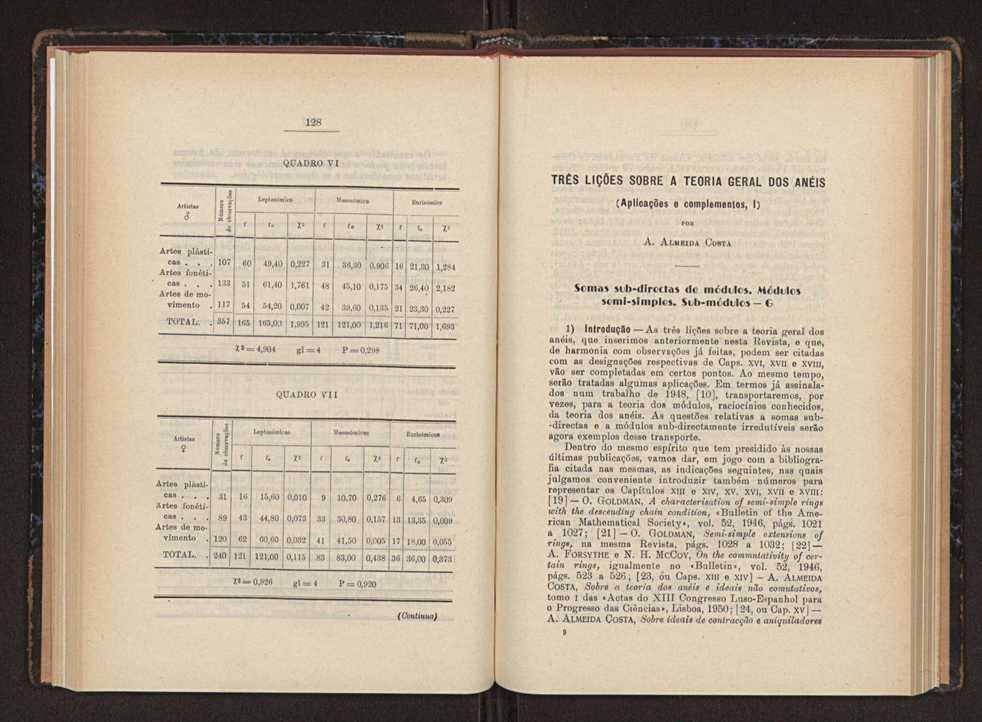 128
QUADRO VI
Artistas ♂ Número de observações Leptosómico Mesosómico Eurisómico
f fe χ² f fe χ² f fe χ²
Artes plásti-
cas . . . 107 60 49,40 0,227 31 36,30 0,906 16 21,30 1,284
Artes fonéti-
cas . . . 133 51 61,40 1,761 48 45,10 0,175 34 26,40 2,182
Artes de mo-
vimento . 117 54 54,20 0,007 42 39,60 0,135 21 23,30 0,227
TOTAL. . 357 165 165,03 1,995 121 121,00 1,216 71 71,00 1,693
χ² = 4,904 gl = 4 P = 0,298
QUADRO VII
Artistas ♀ Número de observações Leptosómicas Mesosómicas Eurisómicas
f fe χ² f fe χ² f fe χ²
Artes plásti-
cas . . . 31 16 15,60 0,010 9 10,70 0,276 6 4,65 0,309
Artes fonéti-
cas . . . 89 43 44,80 0,073 33 30,80 0,157 13 13,35 0,009
Artes de mo-
vimento . 120 62 60,60 0,032 41 41,50 0,005 17 18,00 0,055
TOTAL. . 240 121 121,00 0,115 83 83,00 0,438 36 36,00 0,373
χ² = 0,926 gl = 4 P = 0,920
(Continua)
TRÊS LIÇÕES SOBRE A TEORIA GERAL DOS ANÉIS
(Aplicações e complementos, I)
POR
A. ALMEIDA COSTA
Somas sub-directas de módulos. Módulos
semi-simples. Sub-módulos — G
1) Introdução — As três lições sobre a teoria geral dos
anéis, que inserimos anteriormente nesta Revista, e que,
de harmonia com observações já feitas, podem ser citadas
com as designações respectivas de Caps. XVI, XVII e XVIII,
vão ser completadas em certos pontos. Ao mesmo tempo,
serão tratadas algumas aplicações. Em termos já assinala-
dos num trabalho de 1948, [10], transportaremos, por
vezes, para a teoria dos módulos, raciocínios conhecidos,
da teoria dos anéis. As questões relativas a somas sub-
-directas e a módulos sub-directamente irredutíveis serão
agora exemplos desse transporte.
Dentro do mesmo espírito que tem presidido às nossas
últimas publicações, vamos dar, em jogo com a bibliogra-
fia citada nas mesmas, as indicações seguintes, nas quais
julgamos conveniente introduzir também números para
representar os Capítulos XIII e XIV, XV, XVI, XVII e XVIII:
[19] — O. GOLDMAN, A characterisation of semi-simple rings
with the descending chain condition, «Bulletin of the Ame-
rican Mathematical Society», vol. 52, 1946, págs. 1021
a 1027; [21] — O. GOLDMAN, Semi-simple extensions of
rings, na mesma Revista, págs. 1028 a 1032; [22] —
A. FORSYTHE e N. H. MCCOY, On the commutativity of cer-
tain rings, igualmente no «Bulletin», vol. 52, 1946,
págs. 523 a 526; [23, ou Caps. XIII e XIV] — A. ALMEIDA
COSTA, Sobre a teoria dos anéis e ideais não comutativos,
tomo I das «Actas do XIII Congresso Luso-Espanhol para
o Progresso das Ciências», Lisboa, 1950; [24, ou Cap. XV] —
A. ALMEIDA COSTA, Sobre ideais de contracção e aniquiladores
9